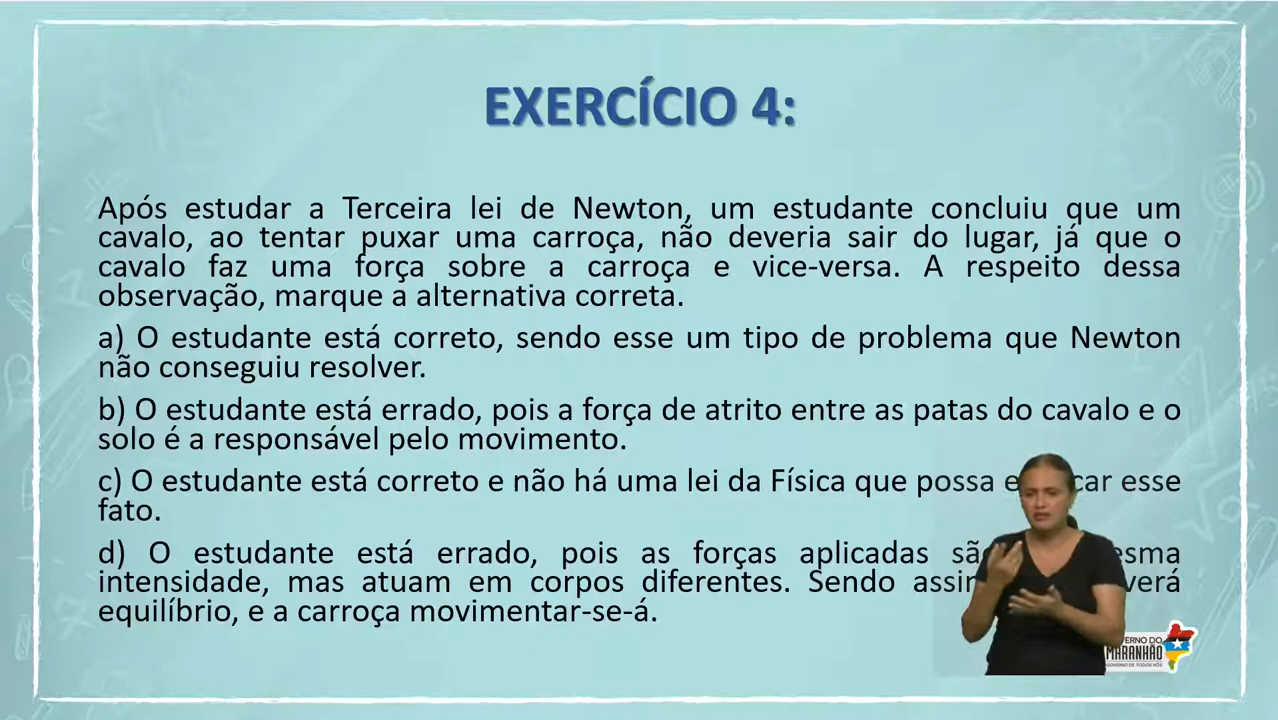 EXERCÍCIO 4:
Após estudar a Terceira lei de Newton, um estudante concluiu que um
cavalo, ao tentar puxar uma carroça, não deveria sair do lugar, já que o
cavalo faz uma força sobre a carroça e vice-versa. A respeito dessa
observação, marque a alternativa correta.
a) O estudante está correto, sendo esse um tipo de problema que Newton
não conseguiu resolver.
b) O estudante está errado, pois a força de atrito entre as patas do cavalo e o
solo é a responsável pelo movimento.
c) O estudante está correto e não há uma lei da Física que possa esse
fato.
d) O estudante está errado, pois as forças aplicadas
intensidade, mas atuam em corpos diferentes. Sendo
equilíbrio, e a carroça movimentar-se-á.
MARANHÃO
GOVERNO DE TODOS NÓS